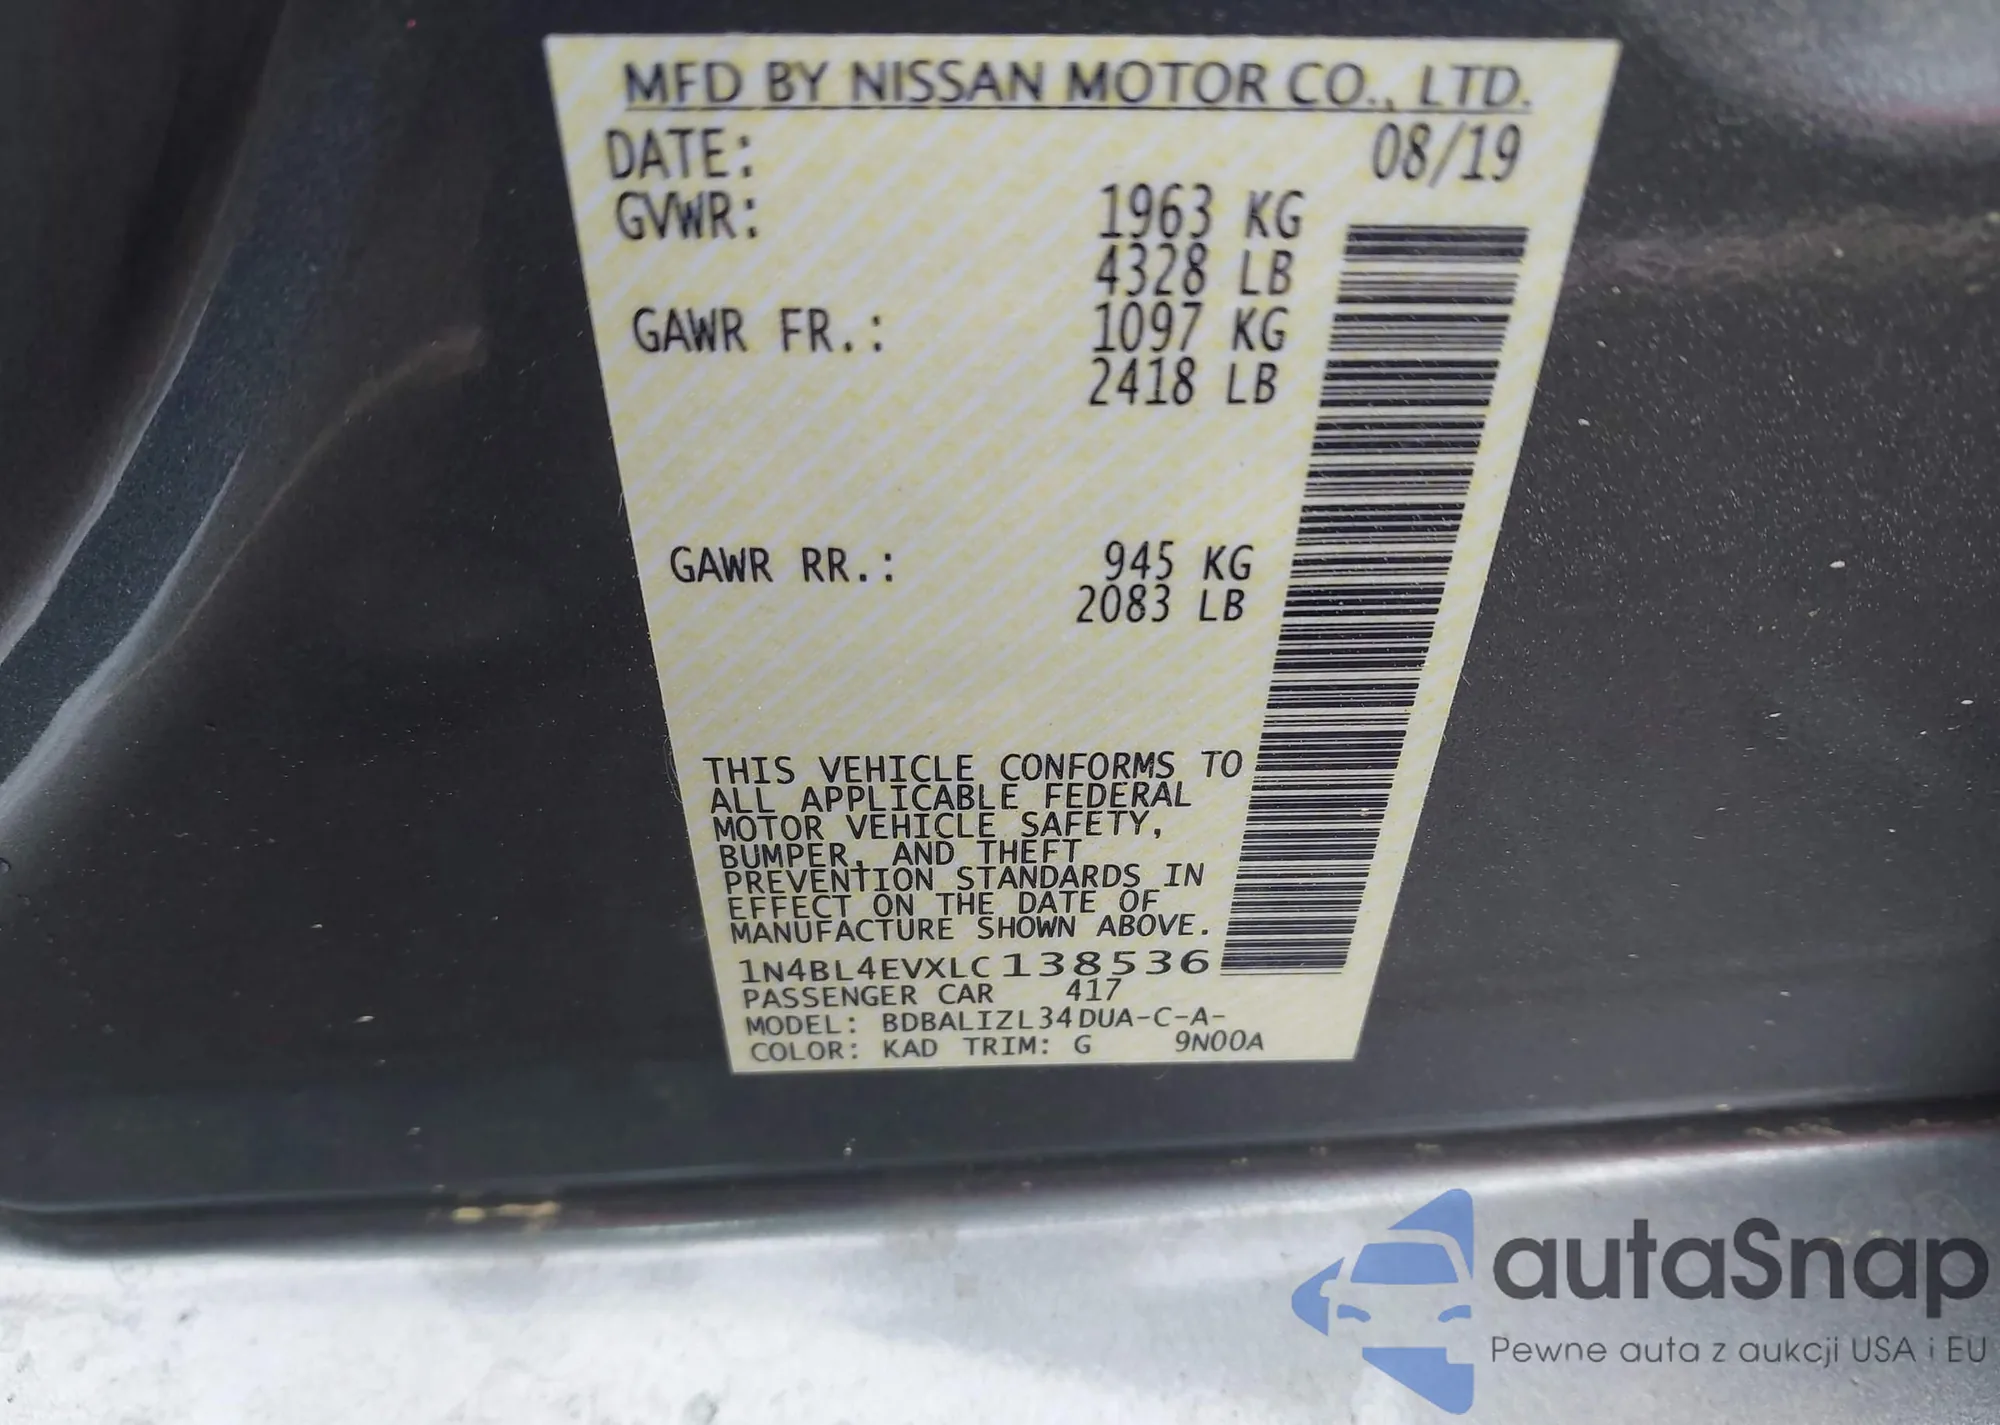 MFD BY NISSAN MOTOR CO., LTD.
DATE: 08/19
GVWR: 1963 KG
4328 LB
GAWR FR.: 1097 KG
2418 LB
GAWR RR.: 945 KG
2083 LB
THIS VEHICLE CONFORMS TO
ALL APPLICABLE FEDERAL
MOTOR VEHICLE SAFETY,
BUMPER, AND THEFT
PREVENTION STANDARDS IN
EFFECT ON THE DATE OF
MANUFACTURE SHOWN ABOVE.
1N4BL4EVXLC138536
PASSENGER CAR 417
MODEL: BDBALIZL34DUA-C-A-
COLOR: KAD TRIM: G 9N00A
autaSnap
Pewne auta z aukcji USA i EU